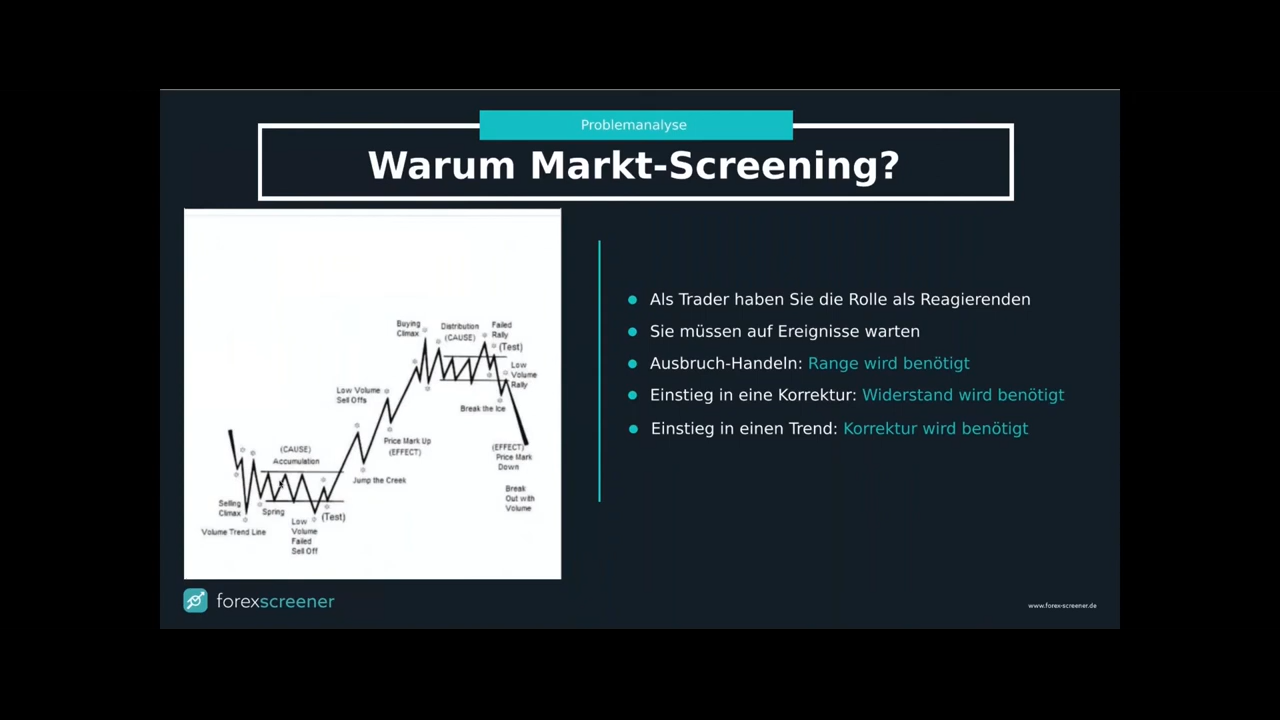 Problemanalyse
Warum Markt-Screening?
Buying
Climax
Distribution
(CAUSE)
Failed
Rally
(Test)
Low
Volume
Rally
Low Volume
Sell Offs
Break the Ice
Price Mark Up
(EFFECT)
(EFFECT)
Price Mark
Down
(CAUSE)
Accumulation
Jump the Creek
Break
Out with
Volume
Selling
Climax
Spring
(Test)
Volume Trend Line
Low
Volume
Failed
Sell Off
Als Trader haben Sie die Rolle als Reagierenden
Sie müssen auf Ereignisse warten
Ausbruch-Handeln: Range wird benötigt
Einstieg in eine Korrektur: Widerstand wird benötigt
Einstieg in einen Trend: Korrektur wird benötigt
forexscreener
www.forex-screener.de